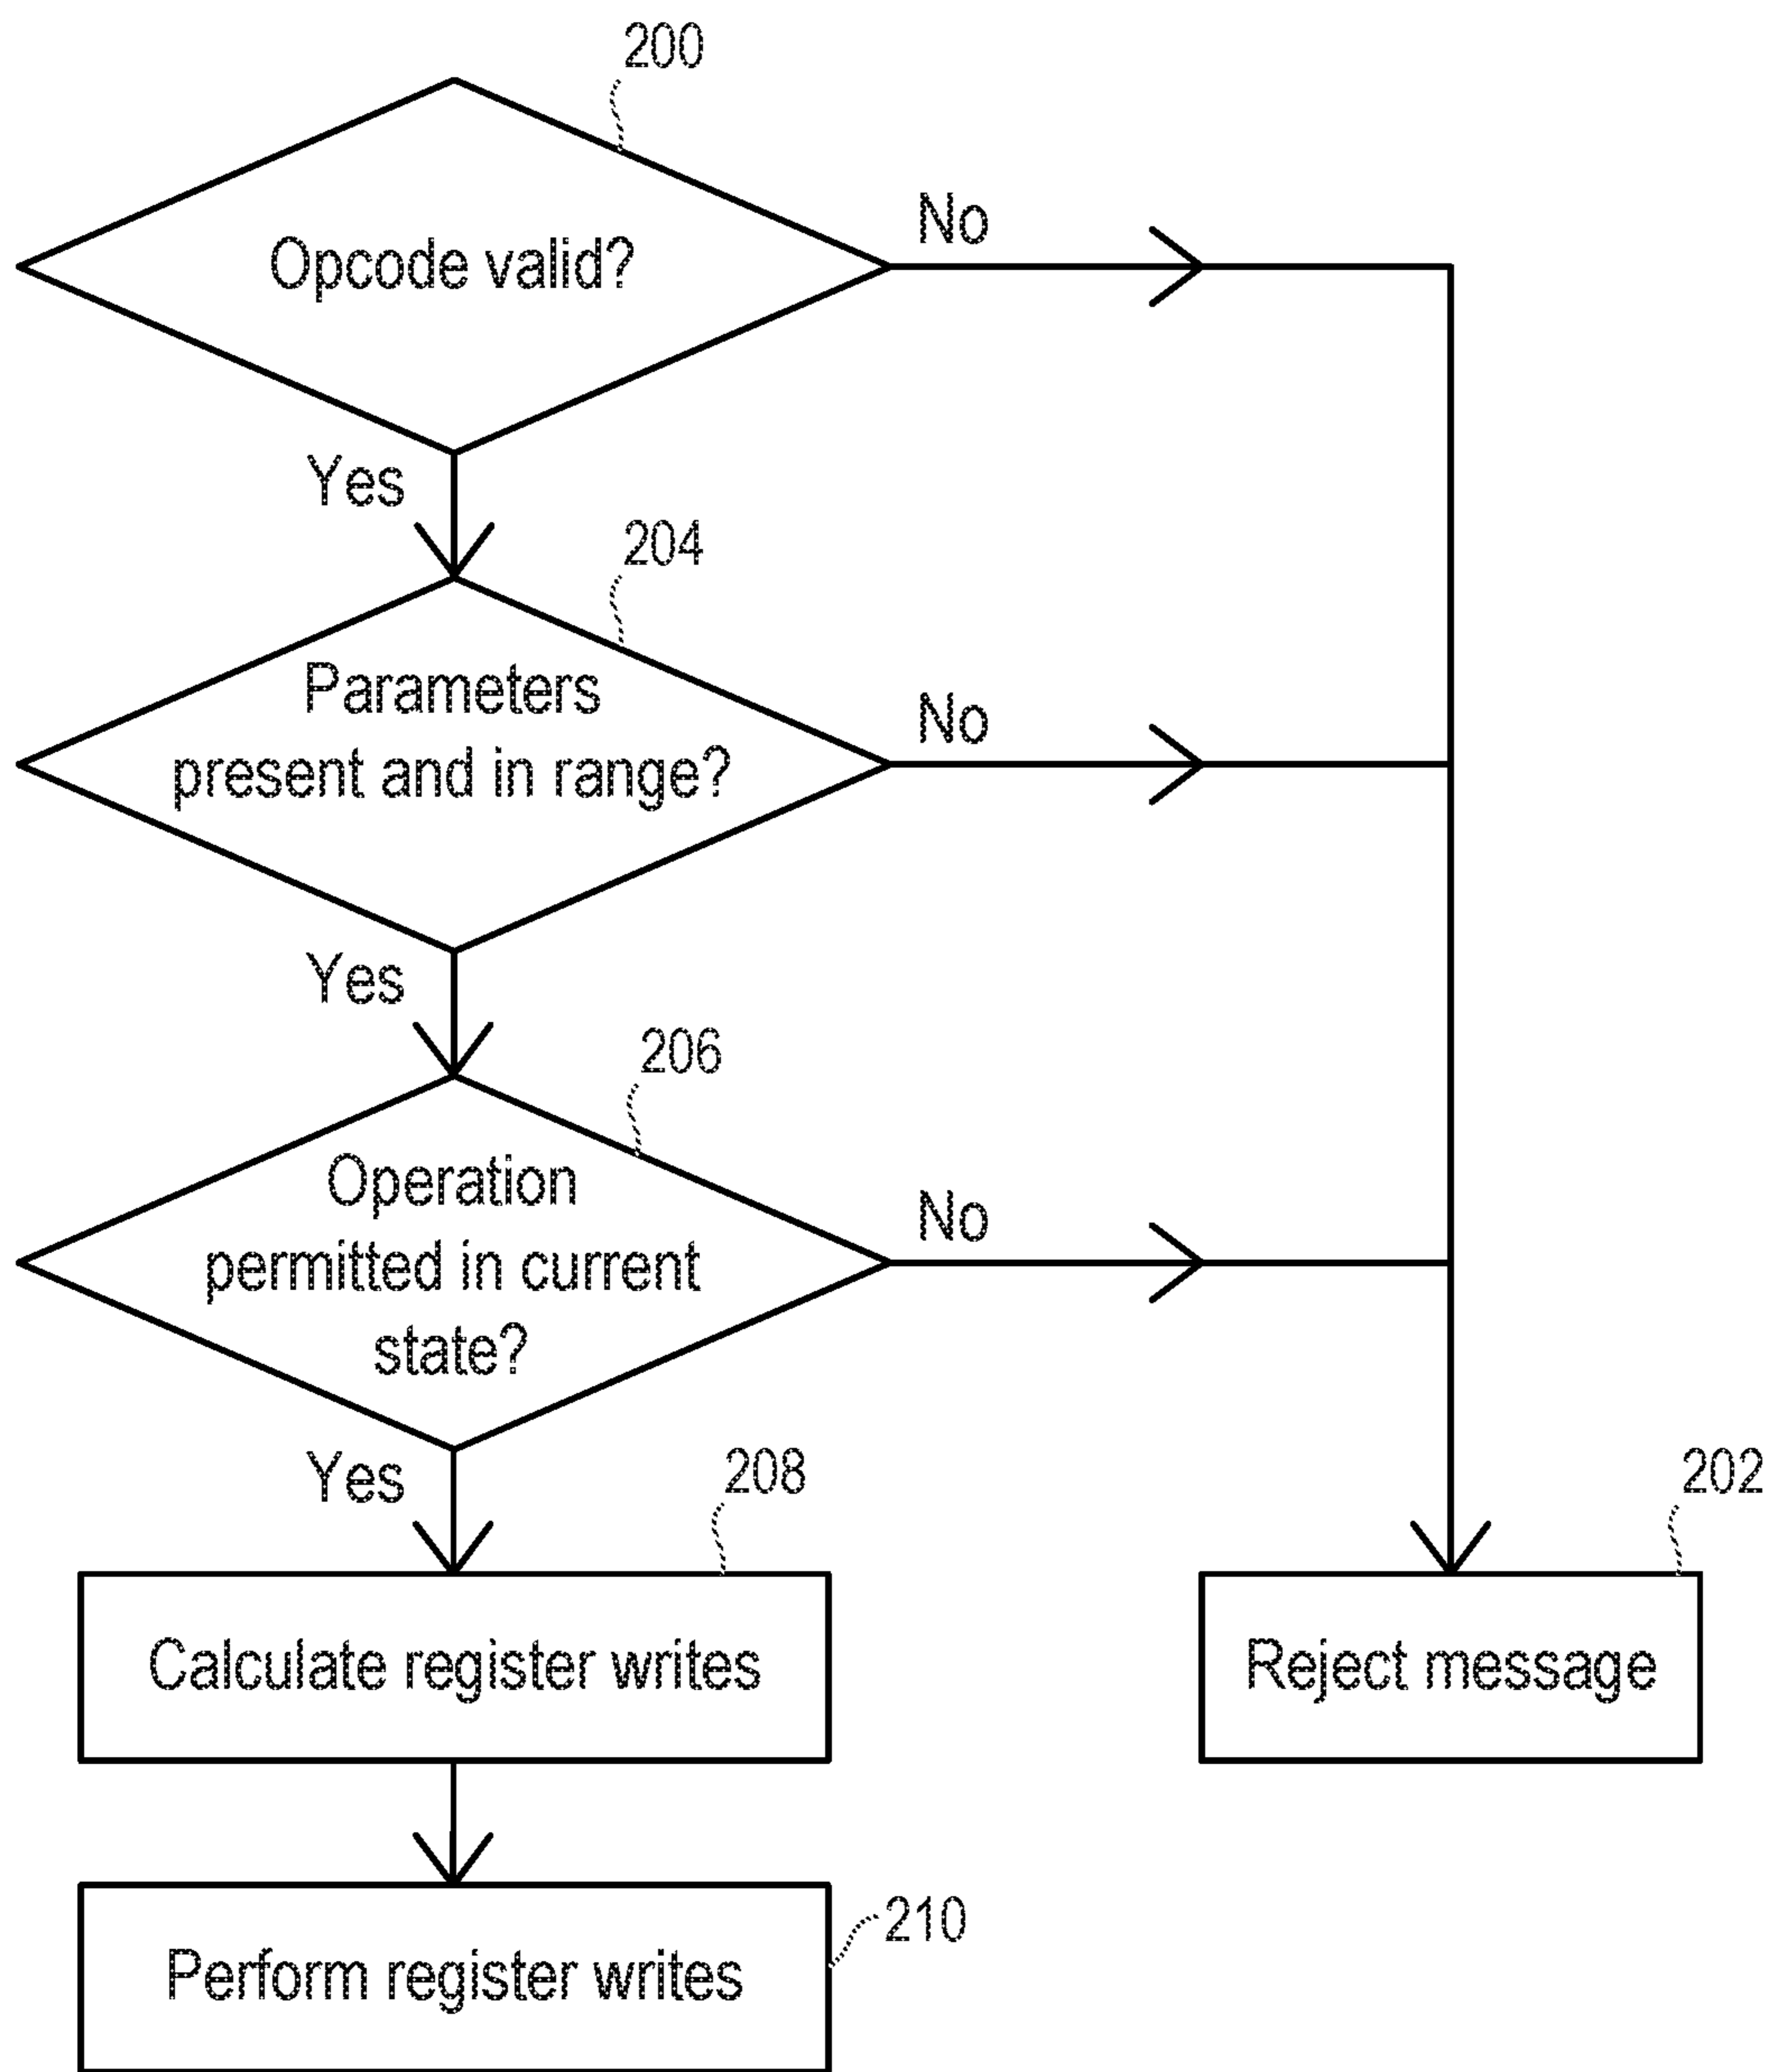 200
Opcode valid?
No
Yes
204
Parameters
present and in range?
No
Yes
206
Operation
permitted in current
state?
No
Yes
208
Calculate register writes
202
Reject message
210
Perform register writes